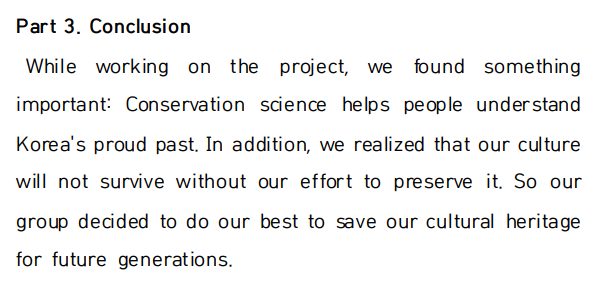 Part 3. Conclusion
While working on the project, we found something
important: Conservation science helps people understand
Korea's proud past. In addition, we realized that our culture
will not survive without our effort to preserve it. So our
group decided to do our best to save our cultural heritage
for future generations.